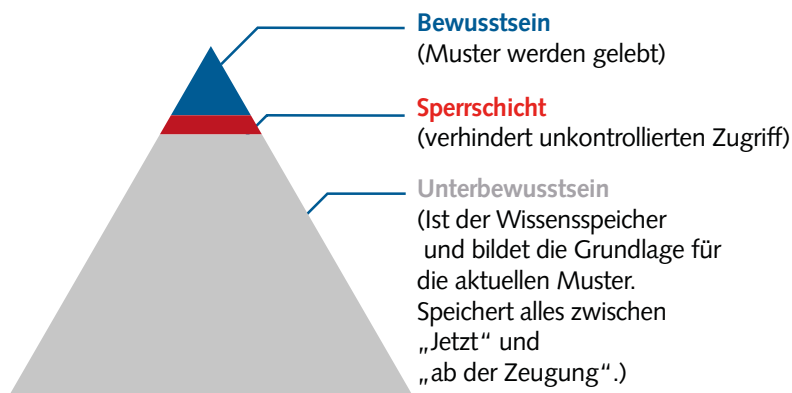 Bewusstsein
(Muster werden gelebt)
Sperrschicht
(verhindert unkontrollierten Zugriff)
Unterbewusstsein
(Ist der Wissensspeicher
und bildet die Grundlage für
die aktuellen Muster.
Speichert alles zwischen
„Jetzt“ und
„ab der Zeugung“.)